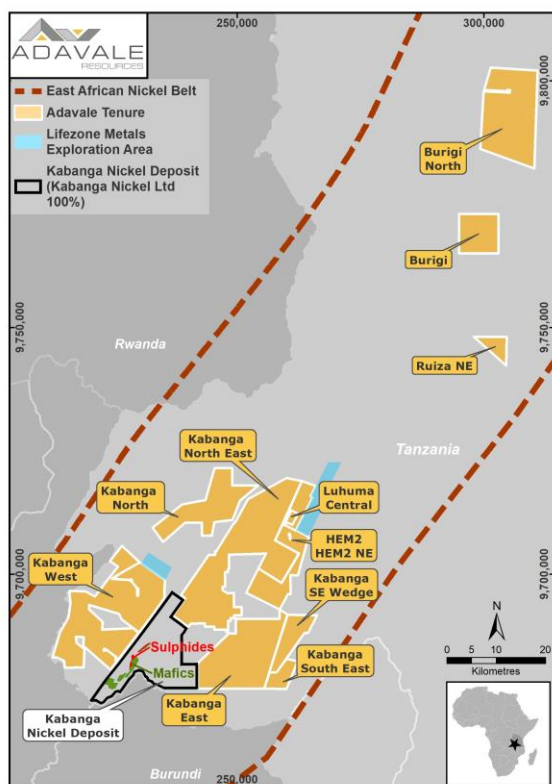 250,000
300,000
ADAVALE
RESOURCES
East African Nickel Belt
Adavale Tenure
Lifezone Metals
Exploration Area
Kabanga Nickel Deposit
(Kabanga Nickel Ltd
100%)
9,800,000
Burigi
North
Burigi
9,750,000
9,750,000
Rwanda
Ruiza NE
Tanzania
Kabanga
North East
Kabanga
North
Luhuma
Central
HEM2
HEM2 NE
Kabanga
West
Kabanga
SE Wedge
9,700,000
9,700,000
Sulphides
Mafics
Kabanga
South East
N
0
10
20
Kilometres
Kabanga
Nickel Deposit
Kabanga
East
Burundi
250,000